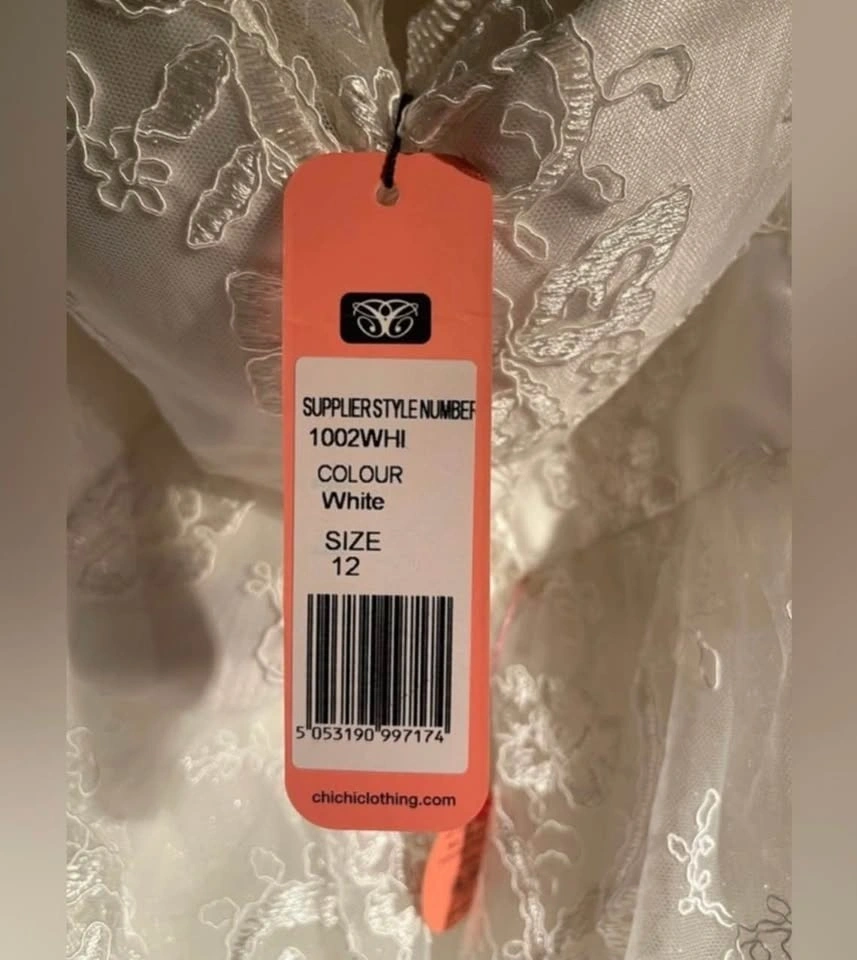 SUPPLIER STYLE NUMBER
1002WHI
COLOUR
White
SIZE
12
5 053190 997174
chichiclothing.com